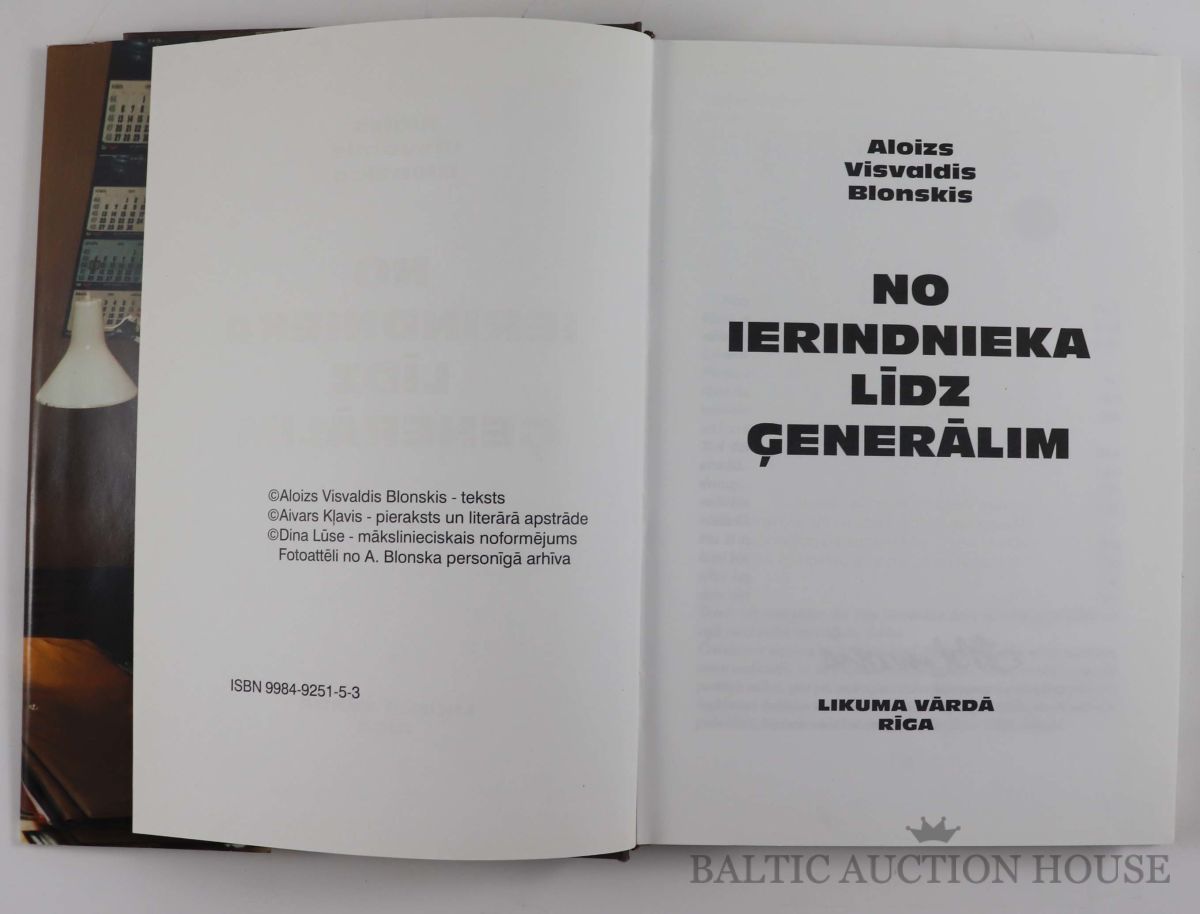 ©Aloizs Visvaldis Blonskis - teksts
©Aivars Kļavis - pieraksts un literārā apstrāde
©Dina Lūse - mākslinieciskais noformējums
Fotoattēli no A. Blonska personīgā arhīva
ISBN 9984-9251-5-3
Aloizs
Visvaldis
Blonskis
NO
IERINDNIEKA
LĪDZ
ĢENERĀLIM
LIKUMA VĀRDĀ
RĪGA
BALTIC AUCTION HOUSE